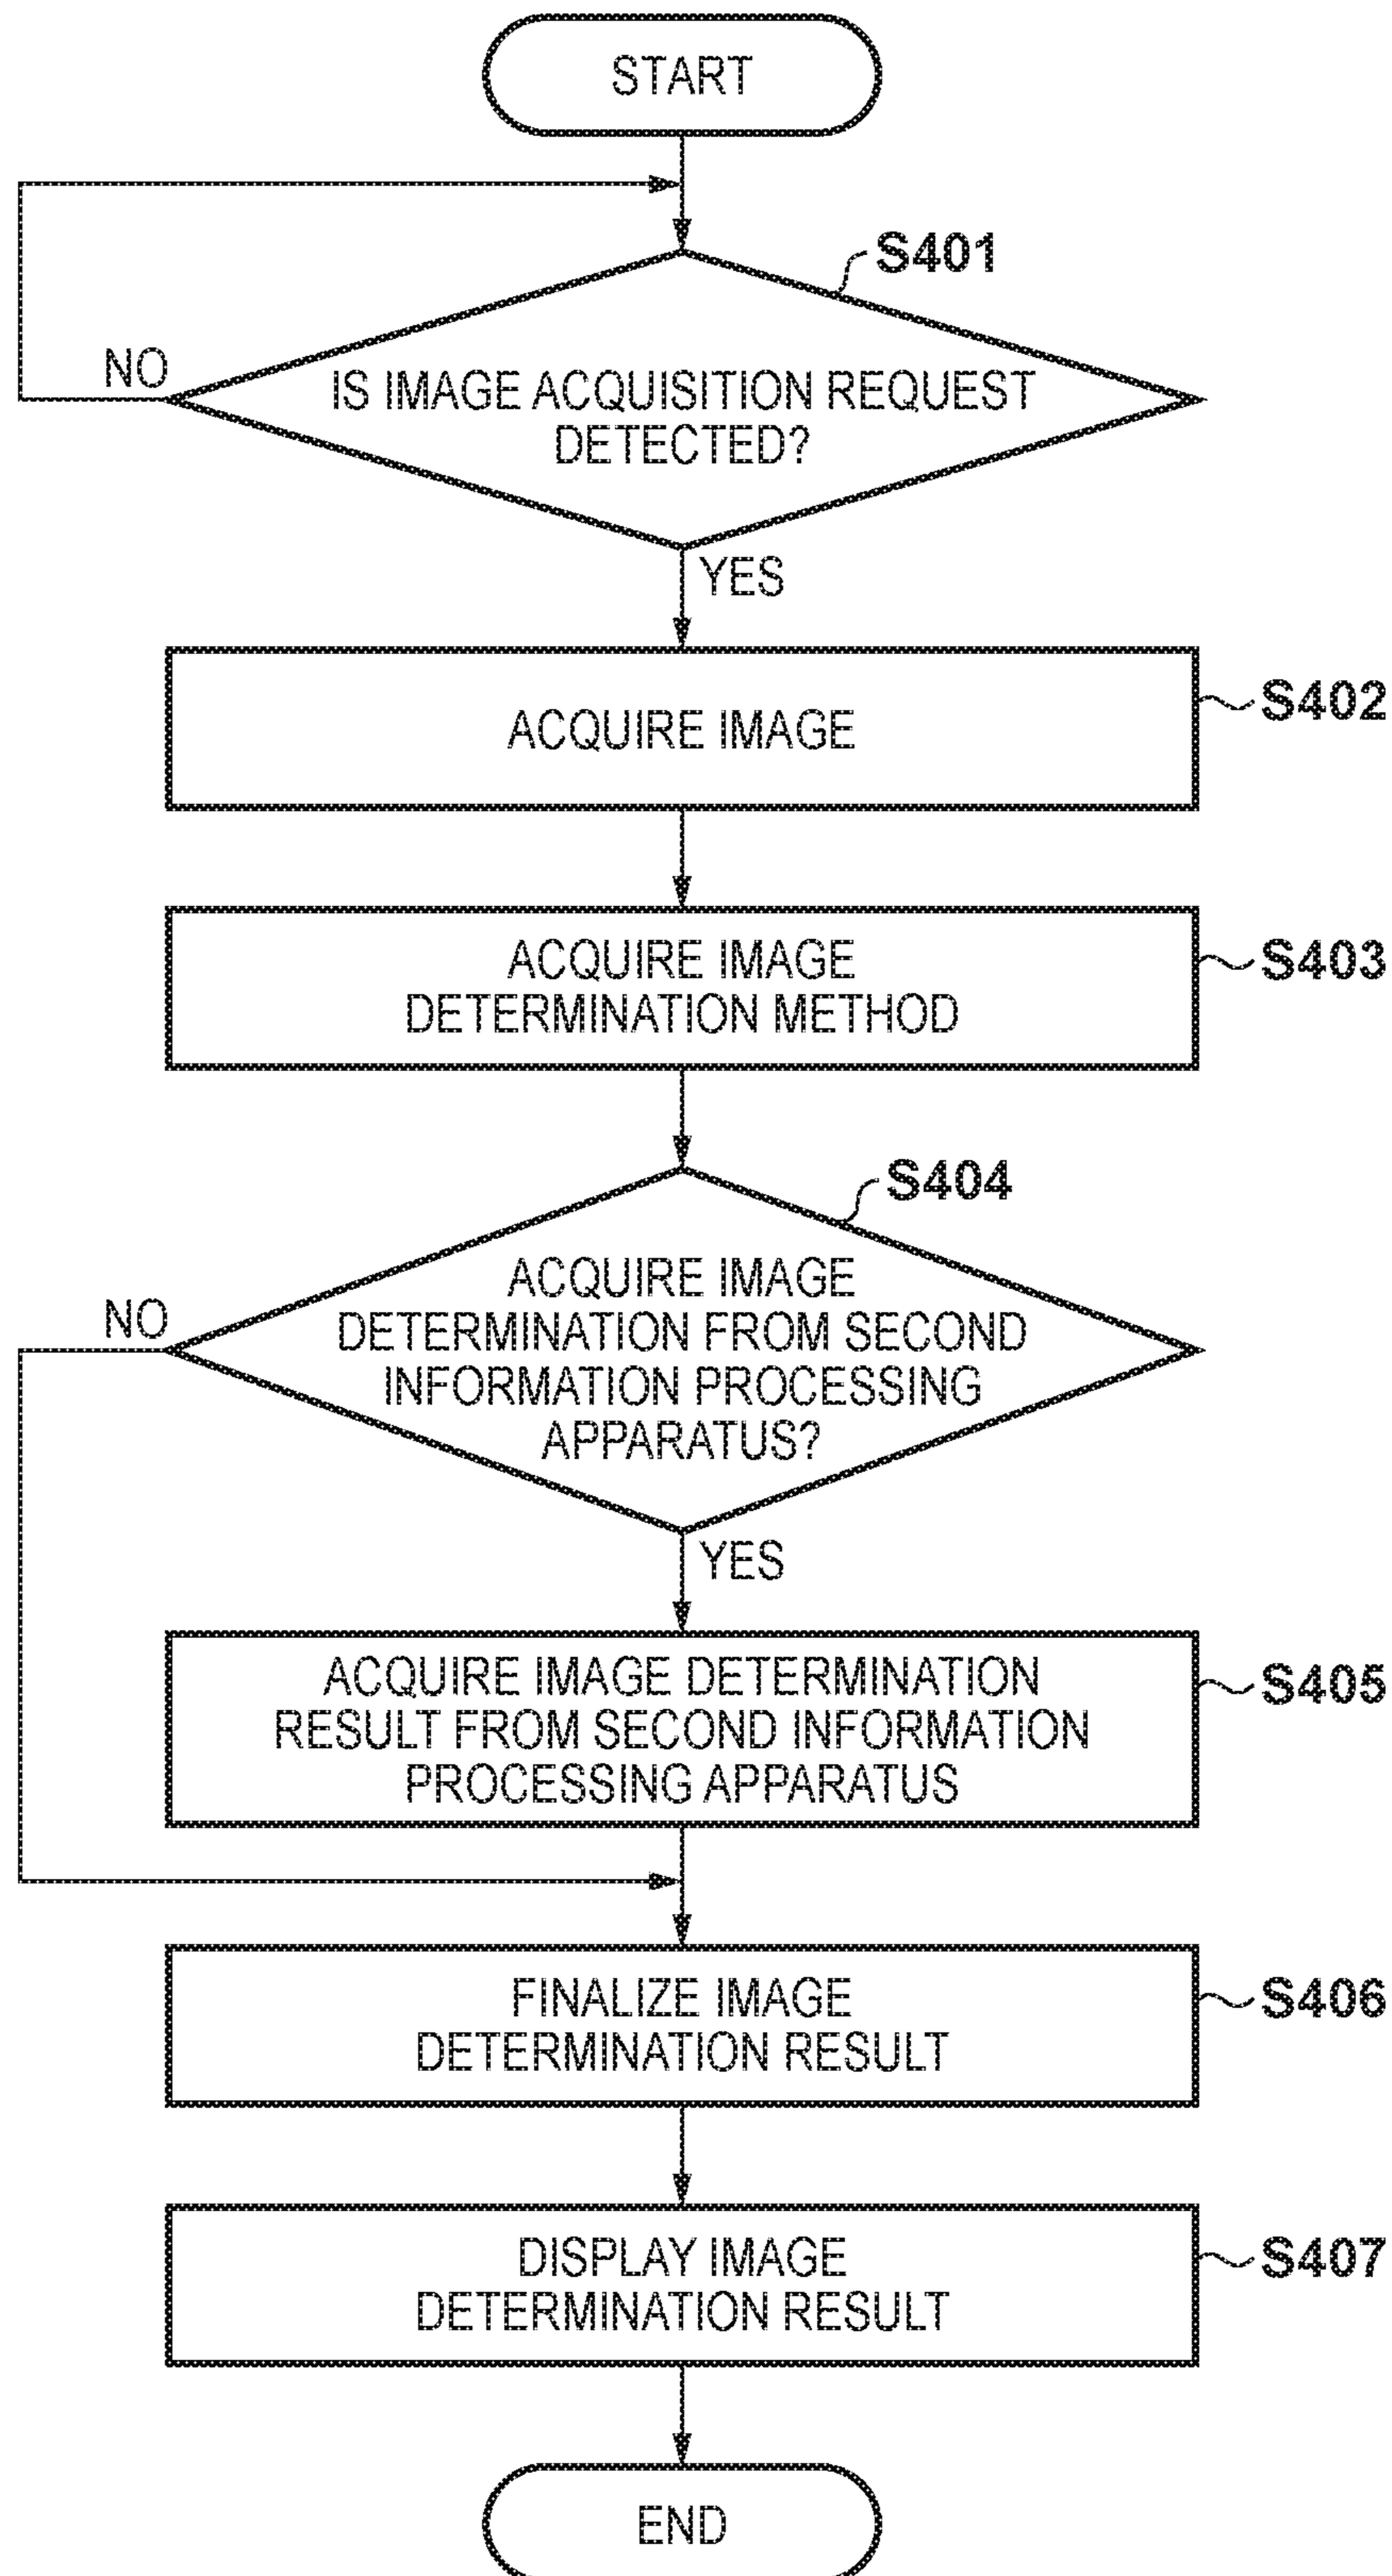 START
S401
NO
IS IMAGE ACQUISITION REQUEST
DETECTED?
YES
ACQUIRE IMAGE
S402
ACQUIRE IMAGE
DETERMINATION METHOD
S403
S404
NO
ACQUIRE IMAGE
DETERMINATION FROM SECOND
INFORMATION PROCESSING
APPARATUS?
YES
ACQUIRE IMAGE DETERMINATION
RESULT FROM SECOND INFORMATION
PROCESSING APPARATUS
S405
FINALIZE IMAGE
DETERMINATION RESULT
S406
DISPLAY IMAGE
DETERMINATION RESULT
S407
END